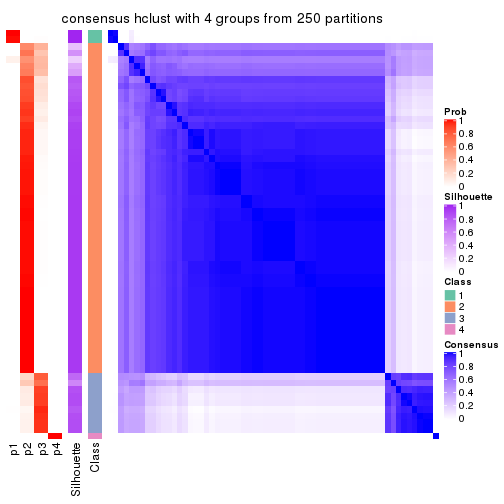 consensus hclust with 4 groups from 250 partitions
Prob
1
0.8
0.6
0.4
0.2
0
Silhouette
1
0.8
0.6
0.4
0.2
0
Class
1
2
3
4
Consensus
1
0.8
0.6
0.4
0.2
0
p1
p2
p3
p4
Silhouette
Class